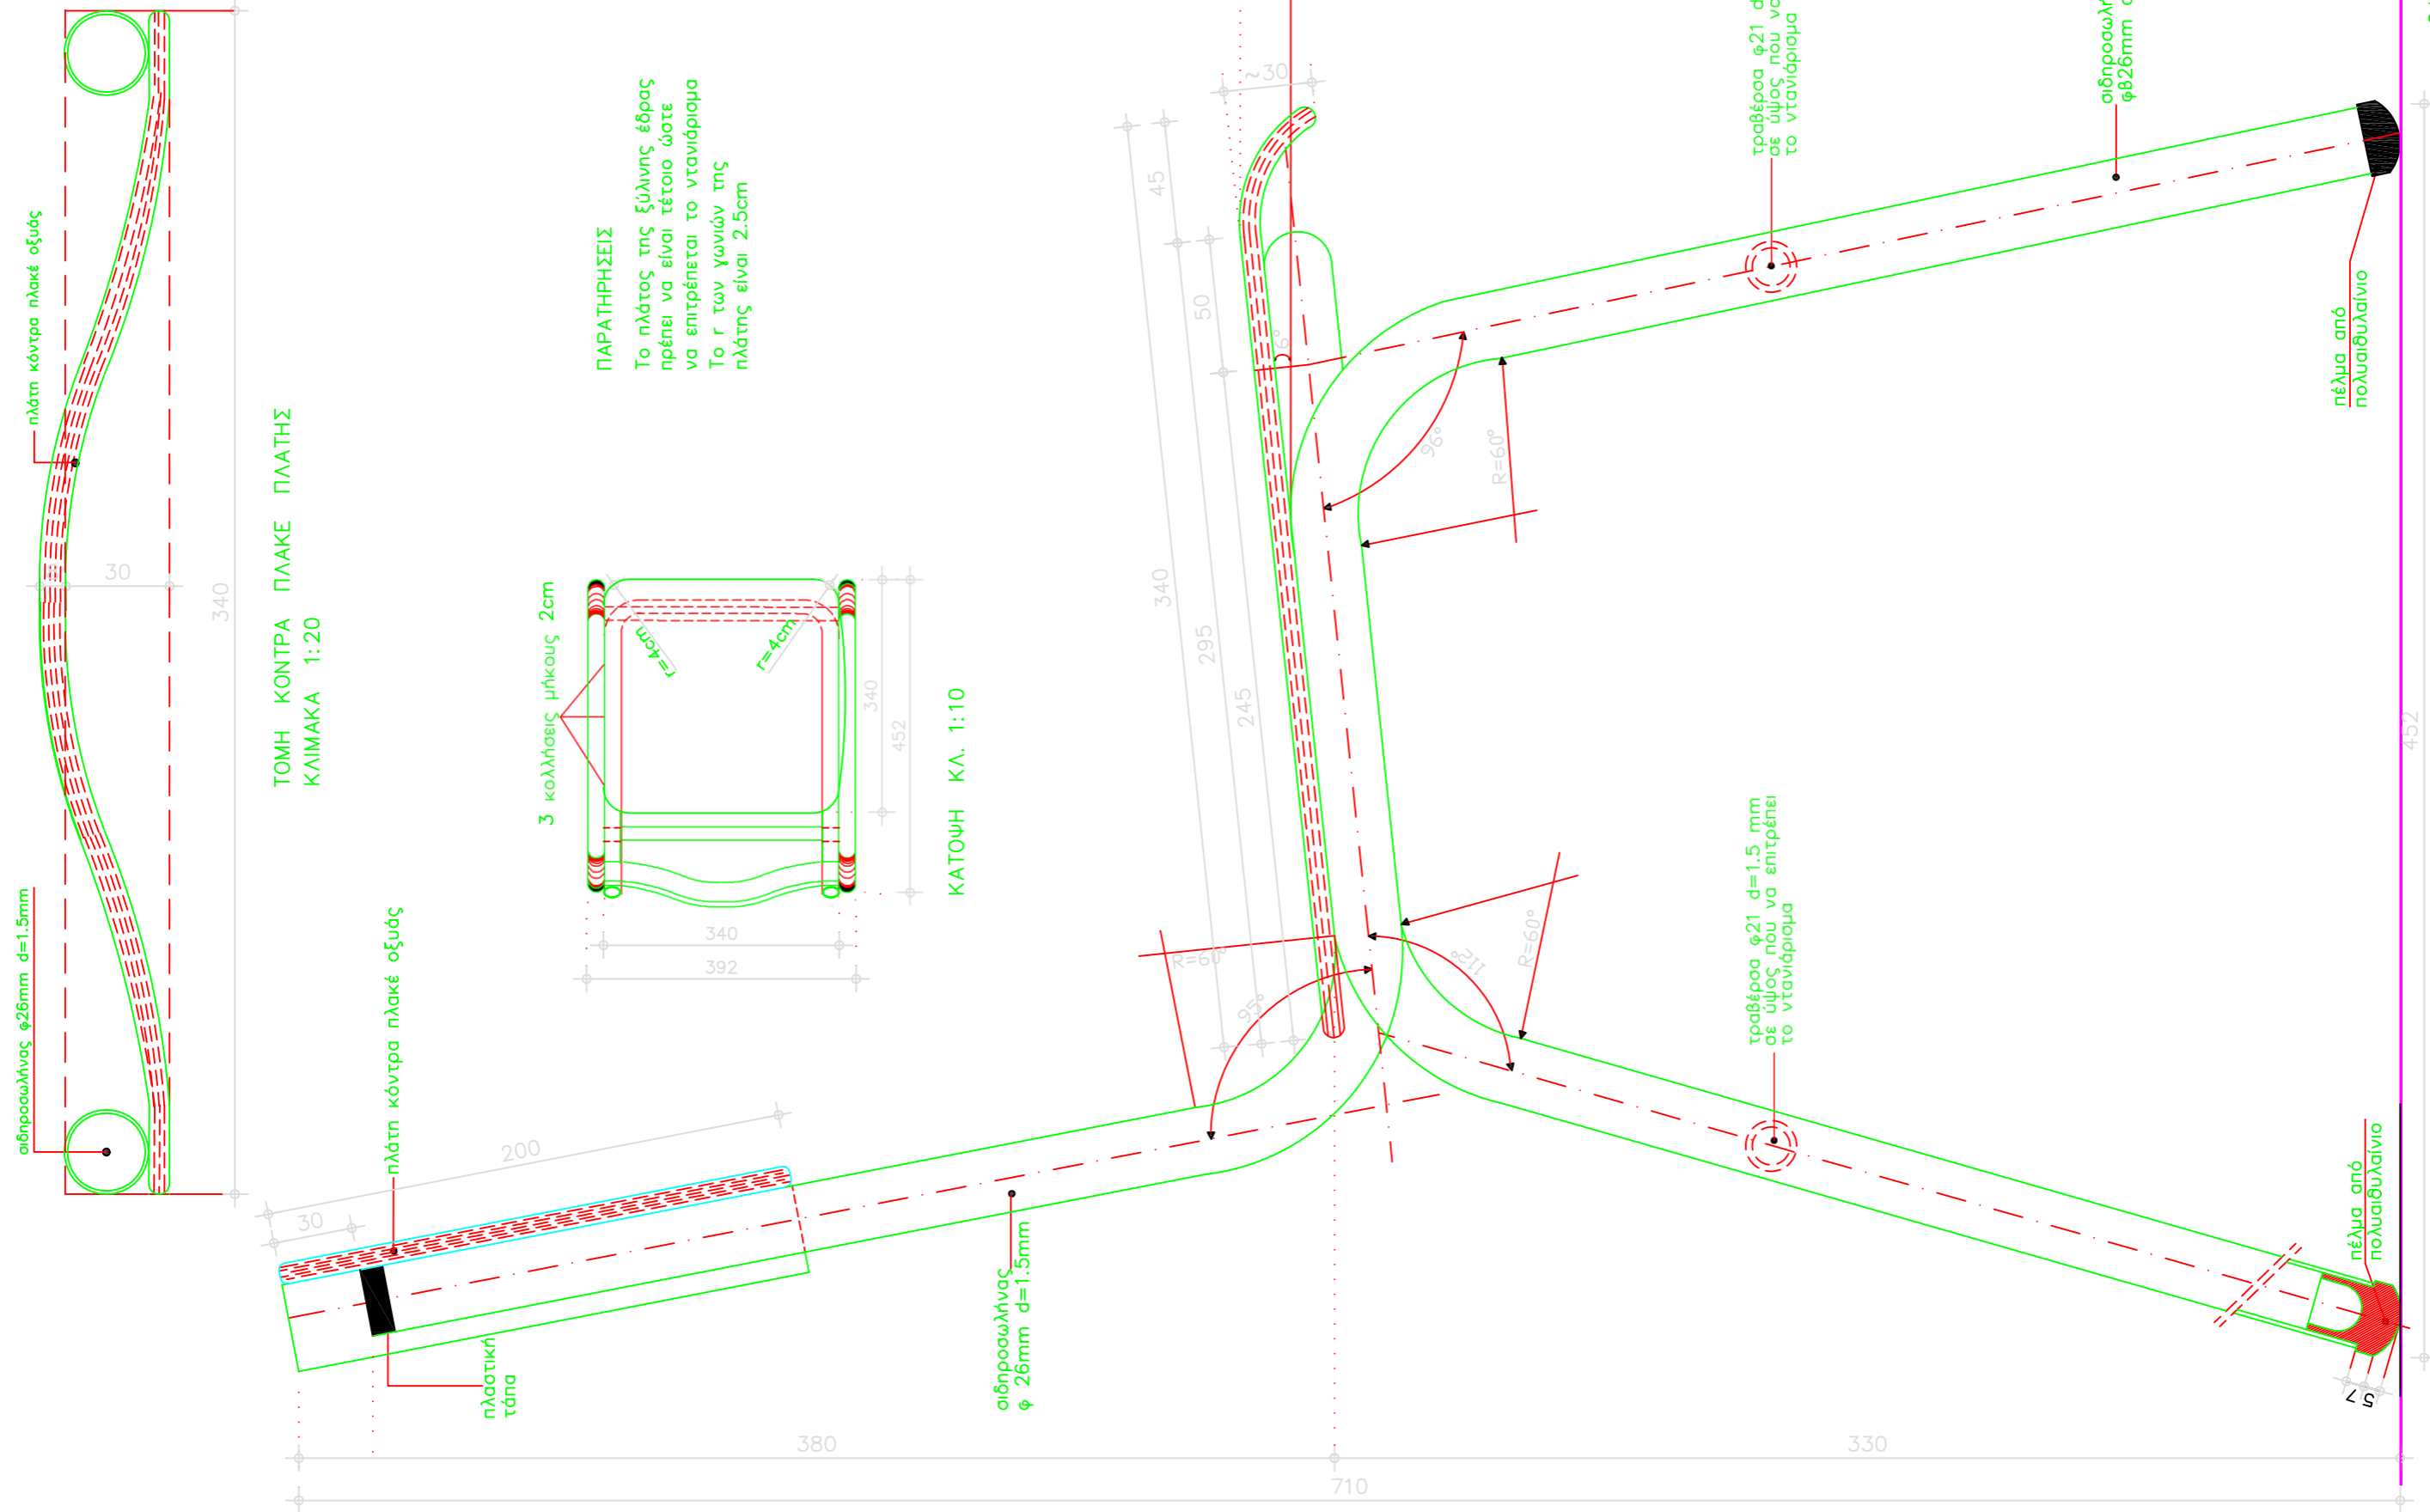 σιδηροσωλήνας φ26mm d=1.5mm
πλάτη κόντρα πλακέ οξυάς
30
340
ΤΟΜΗ ΚΟΝΤΡΑ ΠΛΑΚΕ ΠΛΑΤΗΣ
ΚΛΙΜΑΚΑ 1:20
ΠΑΡΑΤΗΡΗΣΕΙΣ
Το πλάτος της ξύλινης έδρας
πρέπει να είναι τέτοιο ώστε
να επιτρέπεται το ντανιάρισμα
Το r των γωνιών της
πλάτης είναι 2.5cm
3 κολλήσεις μήκους 2cm
r=4cm
r=4cm
340
452
340
392
ΚΑΤΟΨΗ ΚΛ. 1:10
πλάτη κόντρα πλακέ οξυάς
200
30
πλαστική
τάπα
σιδηροσωλήνας
φ 26mm d=1.5mm
~30
45
50
340
295
245
6°
96°
R=60°
R=60°
95°
112°
R=60°
τραβέρσα φ21 d
σε ύψος που να
το ντανιάρισμα
σιδηροσωλή
φβ26mm
πέλμα από
πολυαιθυλαίνιο
τραβέρσα φ21 d=1.5 mm
σε ύψος που να επιτρέπει
το ντανιάρισμα
πέλμα από
πολυαιθυλαίνιο
452
5 7
380
330
710